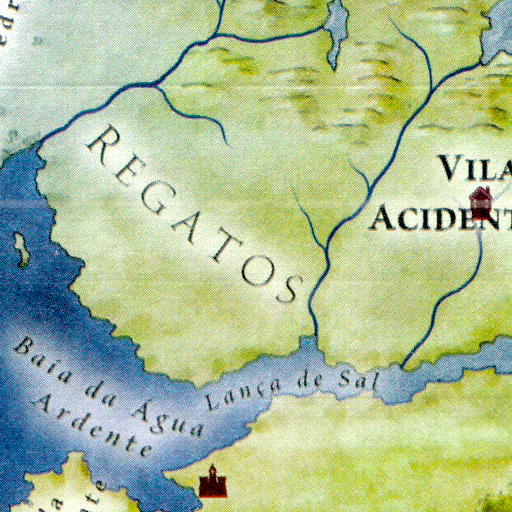 REGATOS
VILA
ACIDENT
Baía da Água
Ardente
Lança de Sal